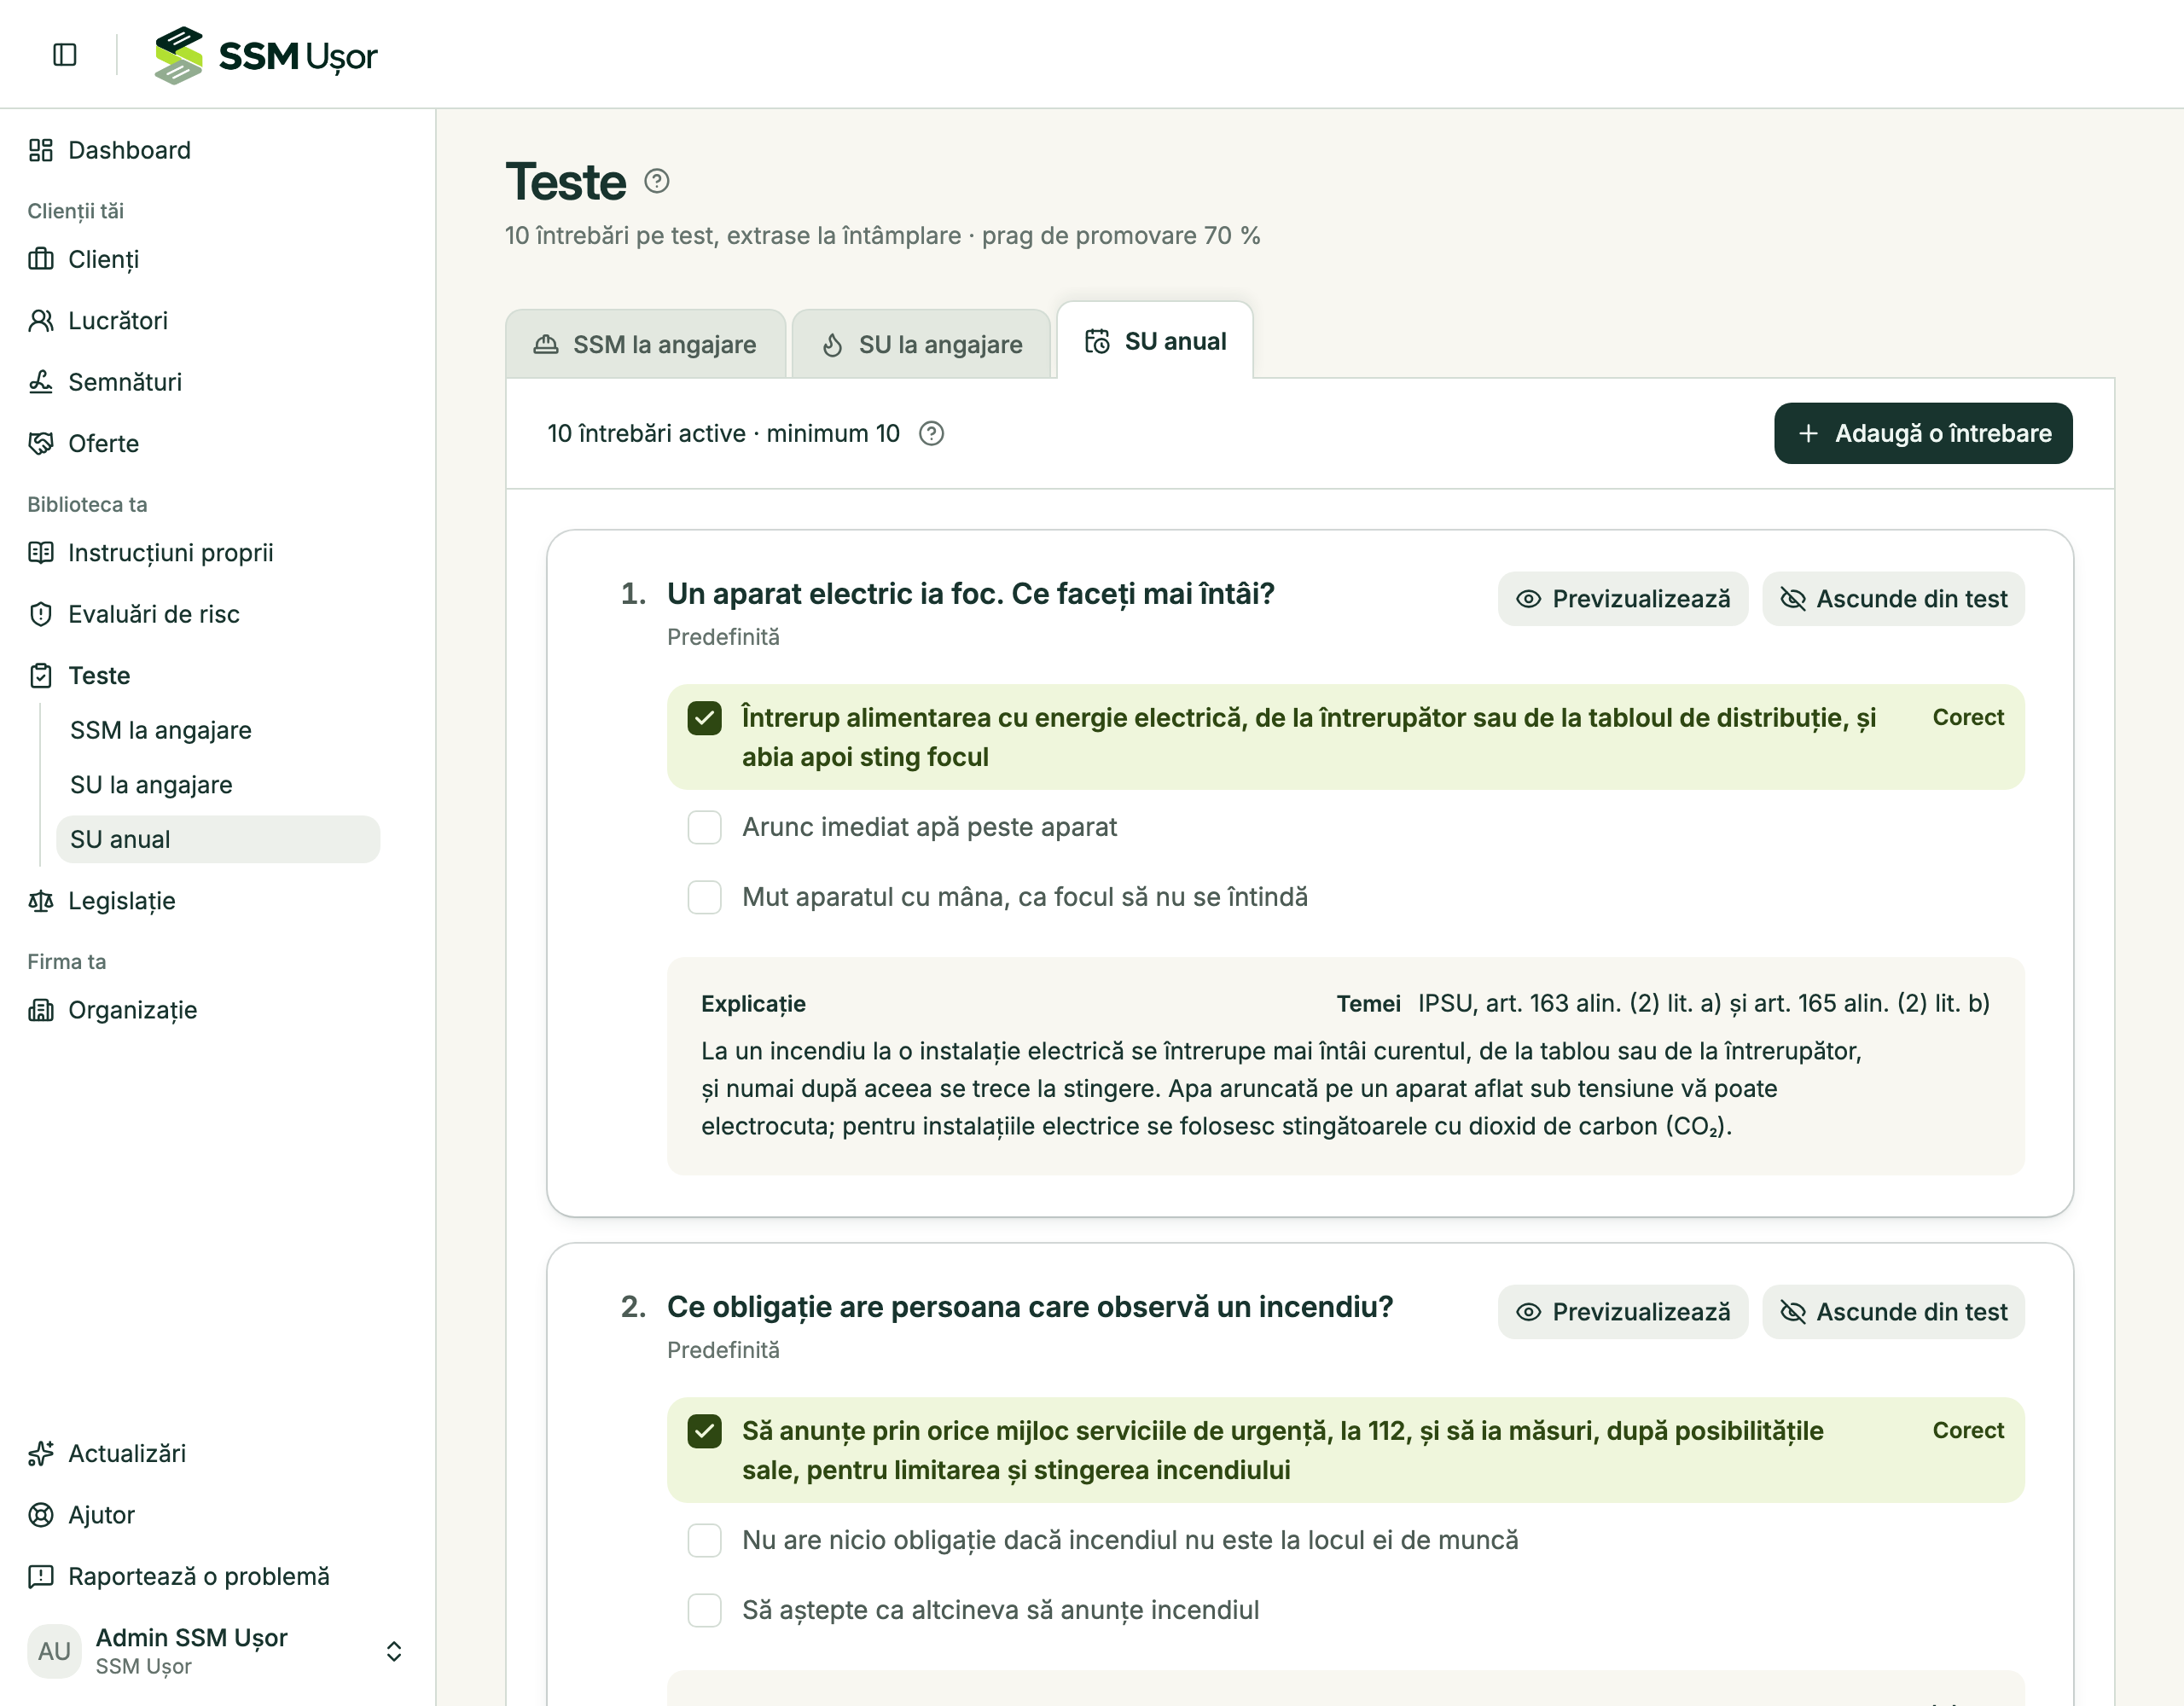 SSM Ușor
Dashboard
Clienții tăi
Clienți
Lucrători
Semnături
Oferte
Biblioteca ta
Instrucțiuni proprii
Evaluări de risc
Teste
SSM la angajare
SU la angajare
SU anual
Legislație
Firma ta
Organizație
Actualizări
Ajutor
Raportează o problemă
AU
Admin SSM Ușor
SSM Ușor
Teste
10 întrebări pe test, extrase la întâmplare · prag de promovare 70 %
SSM la angajare
SU la angajare
SU anual
10 întrebări active · minimum 10
Adaugă o întrebare
1. Un aparat electric ia foc. Ce faceți mai întâi?
Predefinită
Previzualizează
Ascunde din test
Întrerup alimentarea cu energie electrică, de la întrerupător sau de la tabloul de distribuție, și
abia apoi sting focul
Corect
Arunc imediat apă peste aparat
Mut aparatul cu mâna, ca focul să nu se întindă
Explicație
Temei IPSU, art. 163 alin. (2) lit. a) și art. 165 alin. (2) lit. b)
La un incendiu la o instalație electrică se întrerupe mai întâi curentul, de la tablou sau de la întrerupător,
și numai după aceea se trece la stingere. Apa aruncată pe un aparat aflat sub tensiune vă poate
electrocuta; pentru instalațiile electrice se folosesc stingătoarele cu dioxid de carbon (CO₂).
2. Ce obligație are persoana care observă un incendiu?
Predefinită
Previzualizează
Ascunde din test
Să anunțe prin orice mijloc serviciile de urgență, la 112, și să ia măsuri, după posibilitățile
sale, pentru limitarea și stingerea incendiului
Corect
Nu are nicio obligație dacă incendiul nu este la locul ei de muncă
Să aștepte ca altcineva să anunțe incendiul